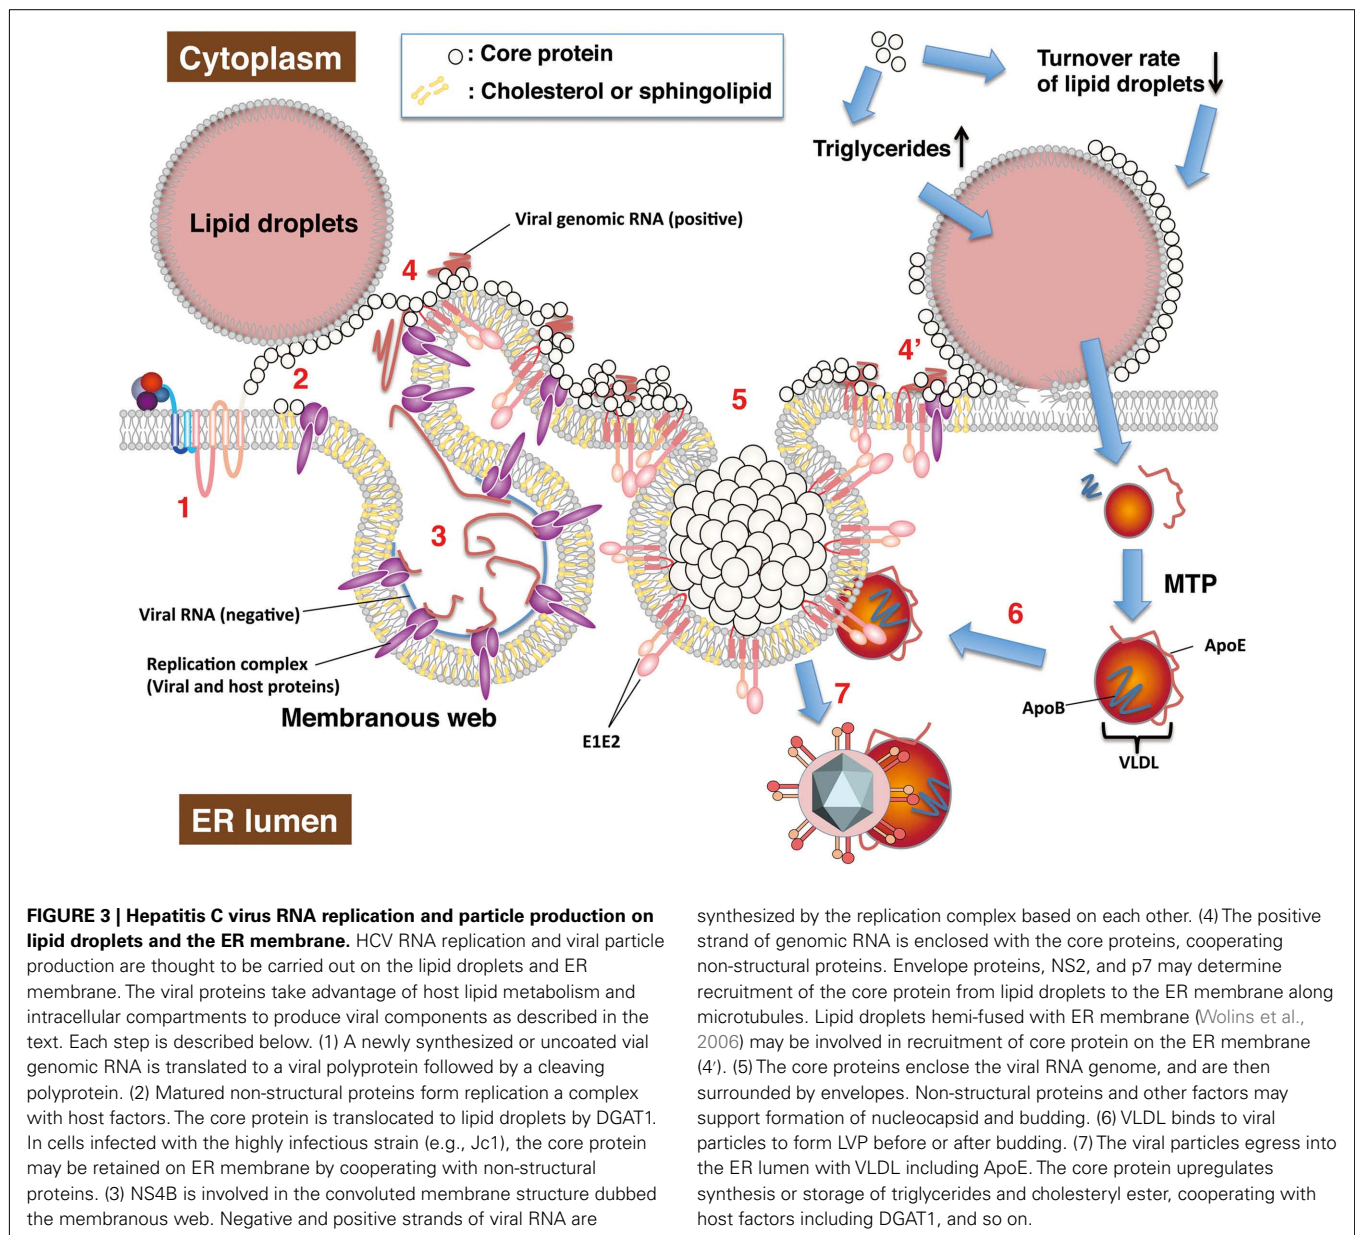 Cytoplasm
: Core protein
: Cholesterol or sphingolipid
Turnover rate
of lipid droplets
Triglycerides
Lipid droplets
Viral genomic RNA (positive)
4
4’
2
5
1
3
MTP
Viral RNA (negative)
6
Replication complex
(Viral and host proteins)
ApoE
7
ApoB
Membranous web
E1E2
VLDL
ER lumen
FIGURE 3 | Hepatitis C virus RNA replication and particle production on
lipid droplets and the ER membrane. HCV RNA replication and viral particle
production are thought to be carried out on the lipid droplets and ER
membrane. The viral proteins take advantage of host lipid metabolism and
intracellular compartments to produce viral components as described in the
text. Each step is described below. (1) A newly synthesized or uncoated vial
genomic RNA is translated to a viral polyprotein followed by a cleaving
polyprotein. (2) Matured non-structural proteins form replication a complex
with host factors. The core protein is translocated to lipid droplets by DGAT1.
In cells infected with the highly infectious strain (e.g., Jc1), the core protein
may be retained on ER membrane by cooperating with non-structural
proteins. (3) NS4B is involved in the convoluted membrane structure dubbed
the membranous web. Negative and positive strands of viral RNA are
synthesized by the replication complex based on each other. (4) The positive
strand of genomic RNA is enclosed with the core proteins, cooperating
non-structural proteins. Envelope proteins, NS2, and p7 may determine
recruitment of the core protein from lipid droplets to the ER membrane along
microtubules. Lipid droplets hemi-fused with ER membrane (Wolins et al.,
2006) may be involved in recruitment of core protein on the ER membrane
(4′). (5) The core proteins enclose the viral RNA genome, and are then
surrounded by envelopes. Non-structural proteins and other factors may
support formation of nucleocapsid and budding. (6) VLDL binds to viral
particles to form LVP before or after budding. (7) The viral particles egress into
the ER lumen with VLDL including ApoE. The core protein upregulates
synthesis or storage of triglycerides and cholesteryl ester, cooperating with
host factors including DGAT1, and so on.